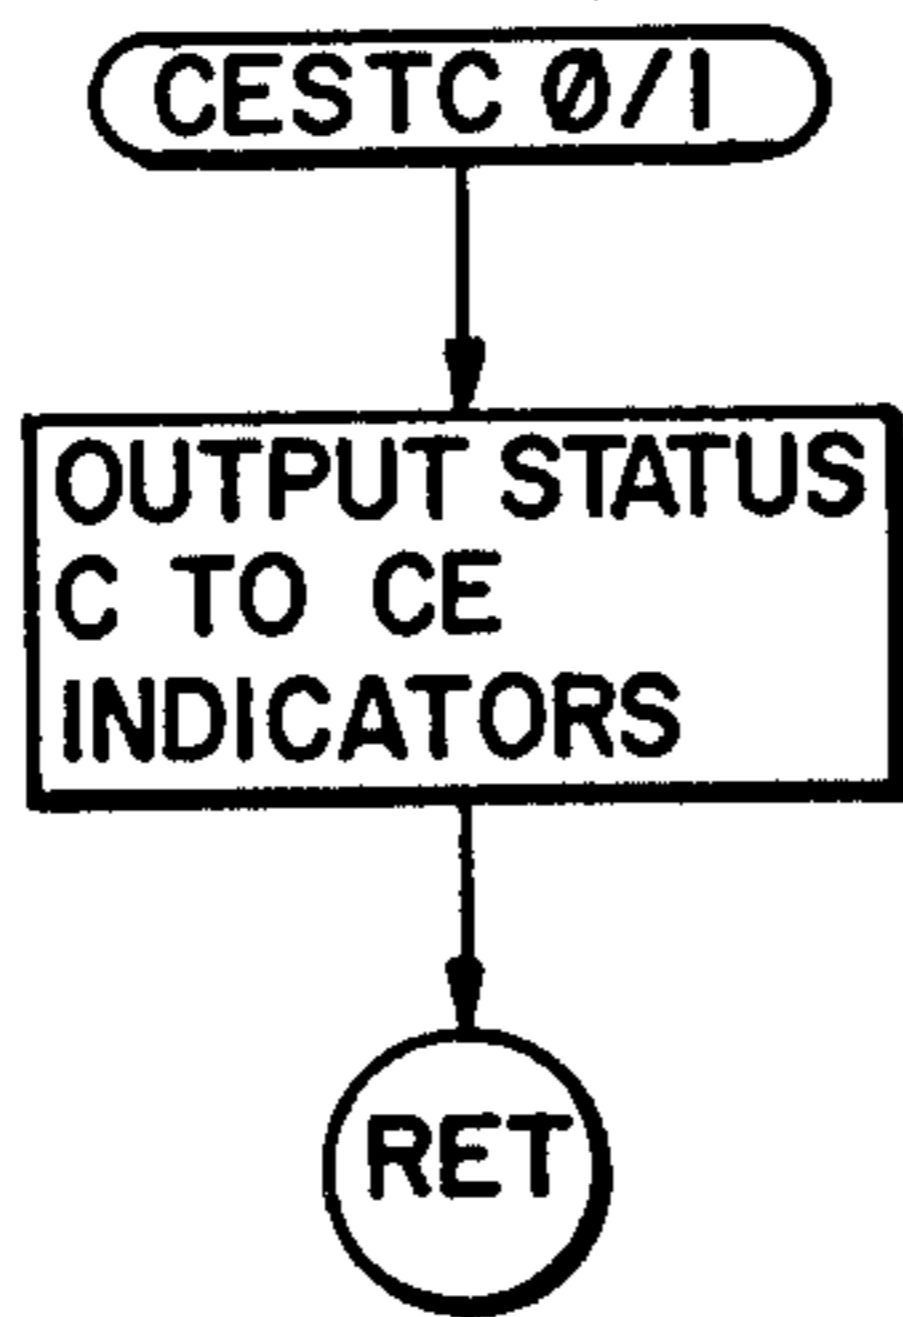 CESTC Ø/1
OUTPUT STATUS
C TO CE
INDICATORS
RET